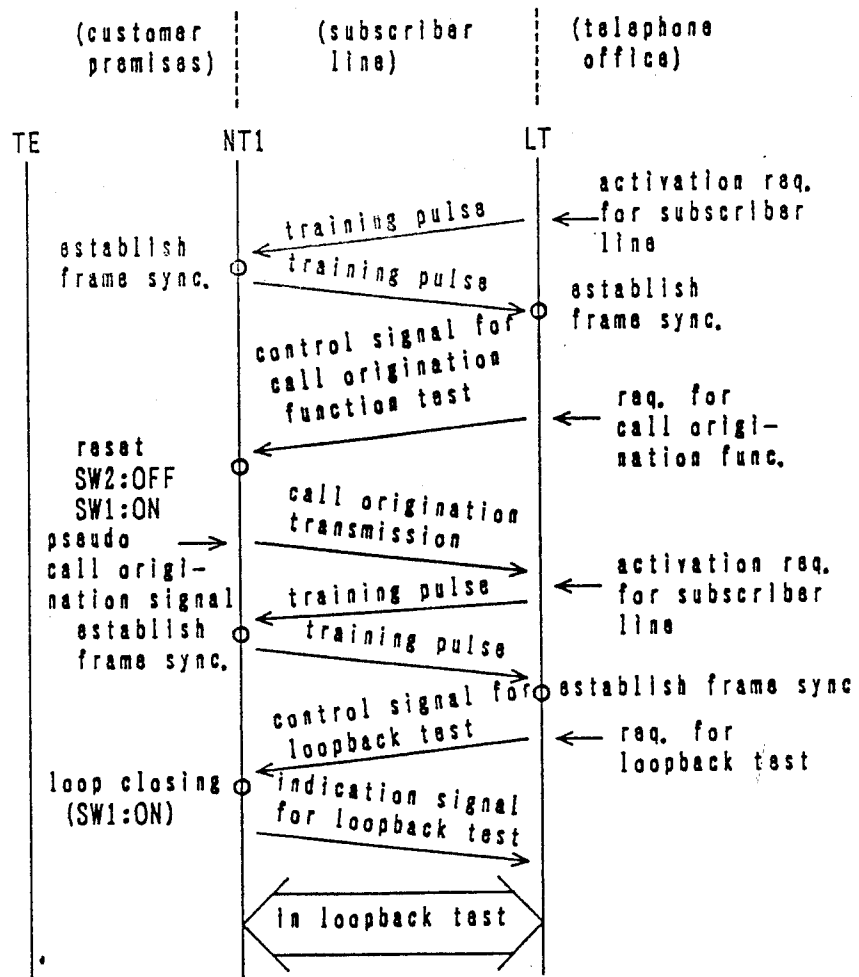 (customer premises)
(subscriber line)
(telephone office)
TE
NT1
LT
activation req.
for subscriber
line
training pulse
establish
frame sync.
training pulse
establish
frame sync.
control signal for
call origination
function test
req. for
call origi-
nation func.
reset
SW2:OFF
SW1:ON
call origination
transmission
pseudo
call origi-
nation signal
activation req.
for subscriber
line
training pulse
establish
frame sync.
training pulse
establish frame sync
control signal for
loopback test
req. for
loopback test
loop closing
(SW1:ON)
indication signal
for loopback test
in loopback test